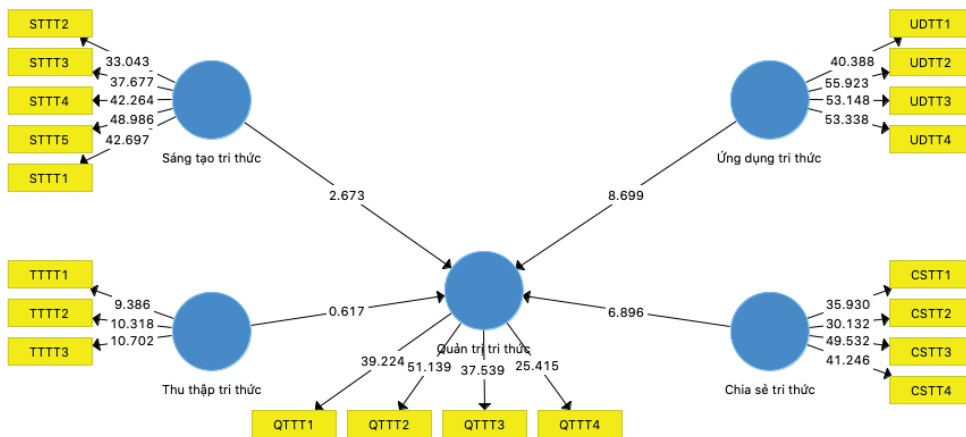 STTT2
STTT3
STTT4
STTT5
STTT1
33.043
37.677
42.264
48.986
42.697
Sáng tạo tri thức
UDTT1
UDTT2
UDTT3
UDTT4
40.388
55.923
53.148
53.338
Ứng dụng tri thức
2.673
8.699
TTTT1
TTTT2
TTTT3
9.386
10.318
10.702
Thu thập tri thức
0.617
6.896
Quản trị tri thức
39.224
51.139
37.539
25.415
QTTT1
QTTT2
QTTT3
QTTT4
CSTT1
CSTT2
CSTT3
CSTT4
35.930
30.132
49.532
41.246
Chia sẻ tri thức